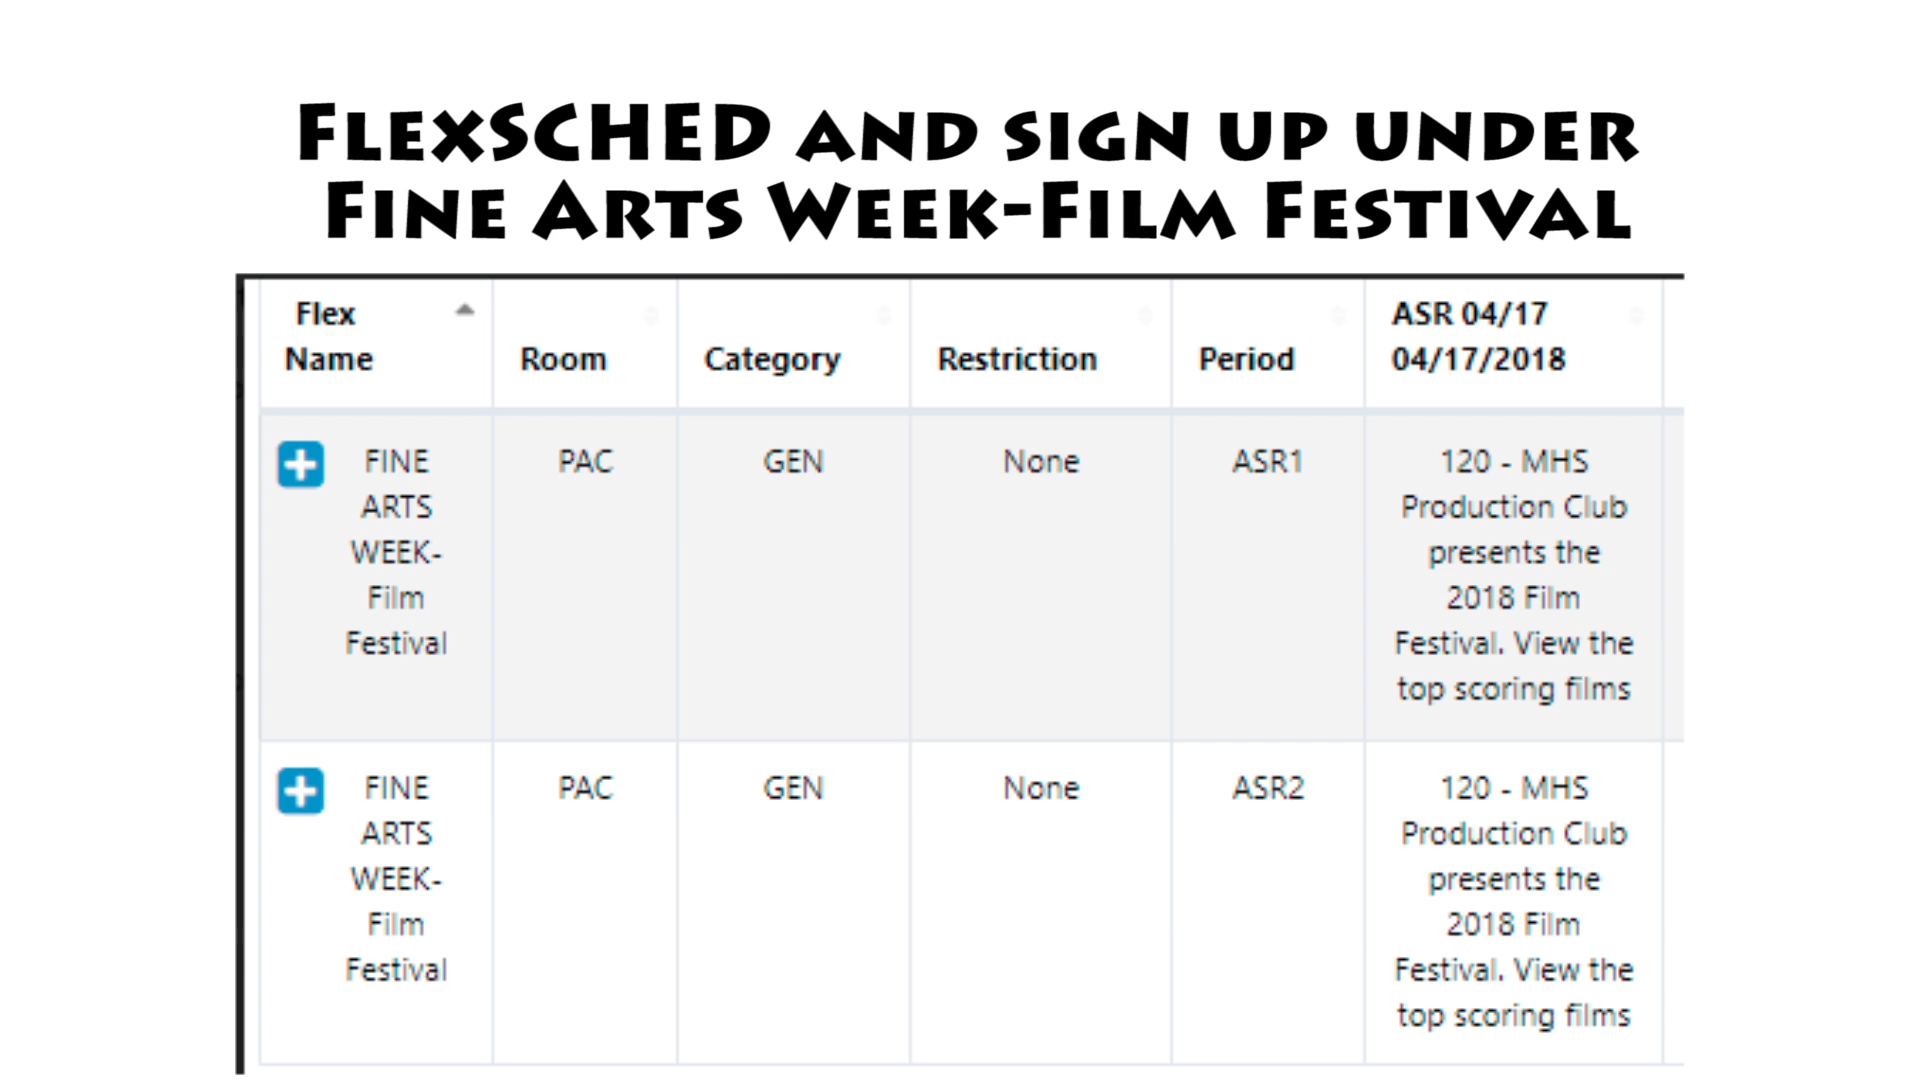 FlexSCHED and sign up under
Fine Arts Week-Film Festival
Flex Name
Room
Category
Restriction
Period
ASR 04/17
04/17/2018
FINE
ARTS
WEEK-
Film
Festival
PAC
GEN
None
ASR1
120 - MHS
Production Club
presents the
2018 Film
Festival. View the
top scoring films
FINE
ARTS
WEEK-
Film
Festival
PAC
GEN
None
ASR2
120 - MHS
Production Club
presents the
2018 Film
Festival. View the
top scoring films